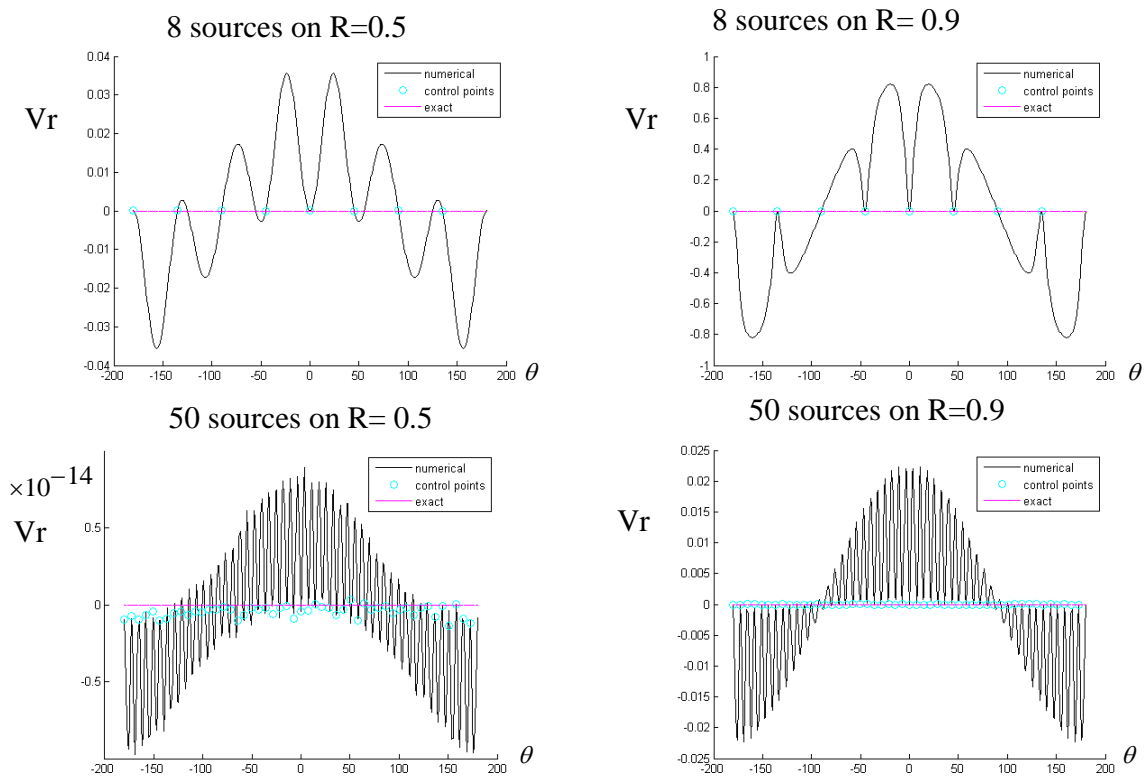 8 sources on R=0.5
Vr
0.04
0.03
0.02
0.01
0
-0.01
-0.02
-0.03
-0.04
-200 -150 -100 -50 0 50 100 150 200
θ
numerical
control points
exact
8 sources on R= 0.9
Vr
1
0.8
0.6
0.4
0.2
0
-0.2
-0.4
-0.6
-0.8
-1
-200 -150 -100 -50 0 50 100 150 200
θ
numerical
control points
exact
50 sources on R= 0.5
×10−14
Vr
0.5
0
-0.5
-200 -150 -100 -50 0 50 100 150 200
θ
numerical
control points
exact
50 sources on R=0.9
Vr
0.025
0.02
0.015
0.01
0.005
0
-0.005
-0.01
-0.015
-0.02
-0.025
-200 -150 -100 -50 0 50 100 150 200
θ
numerical
control points
exact